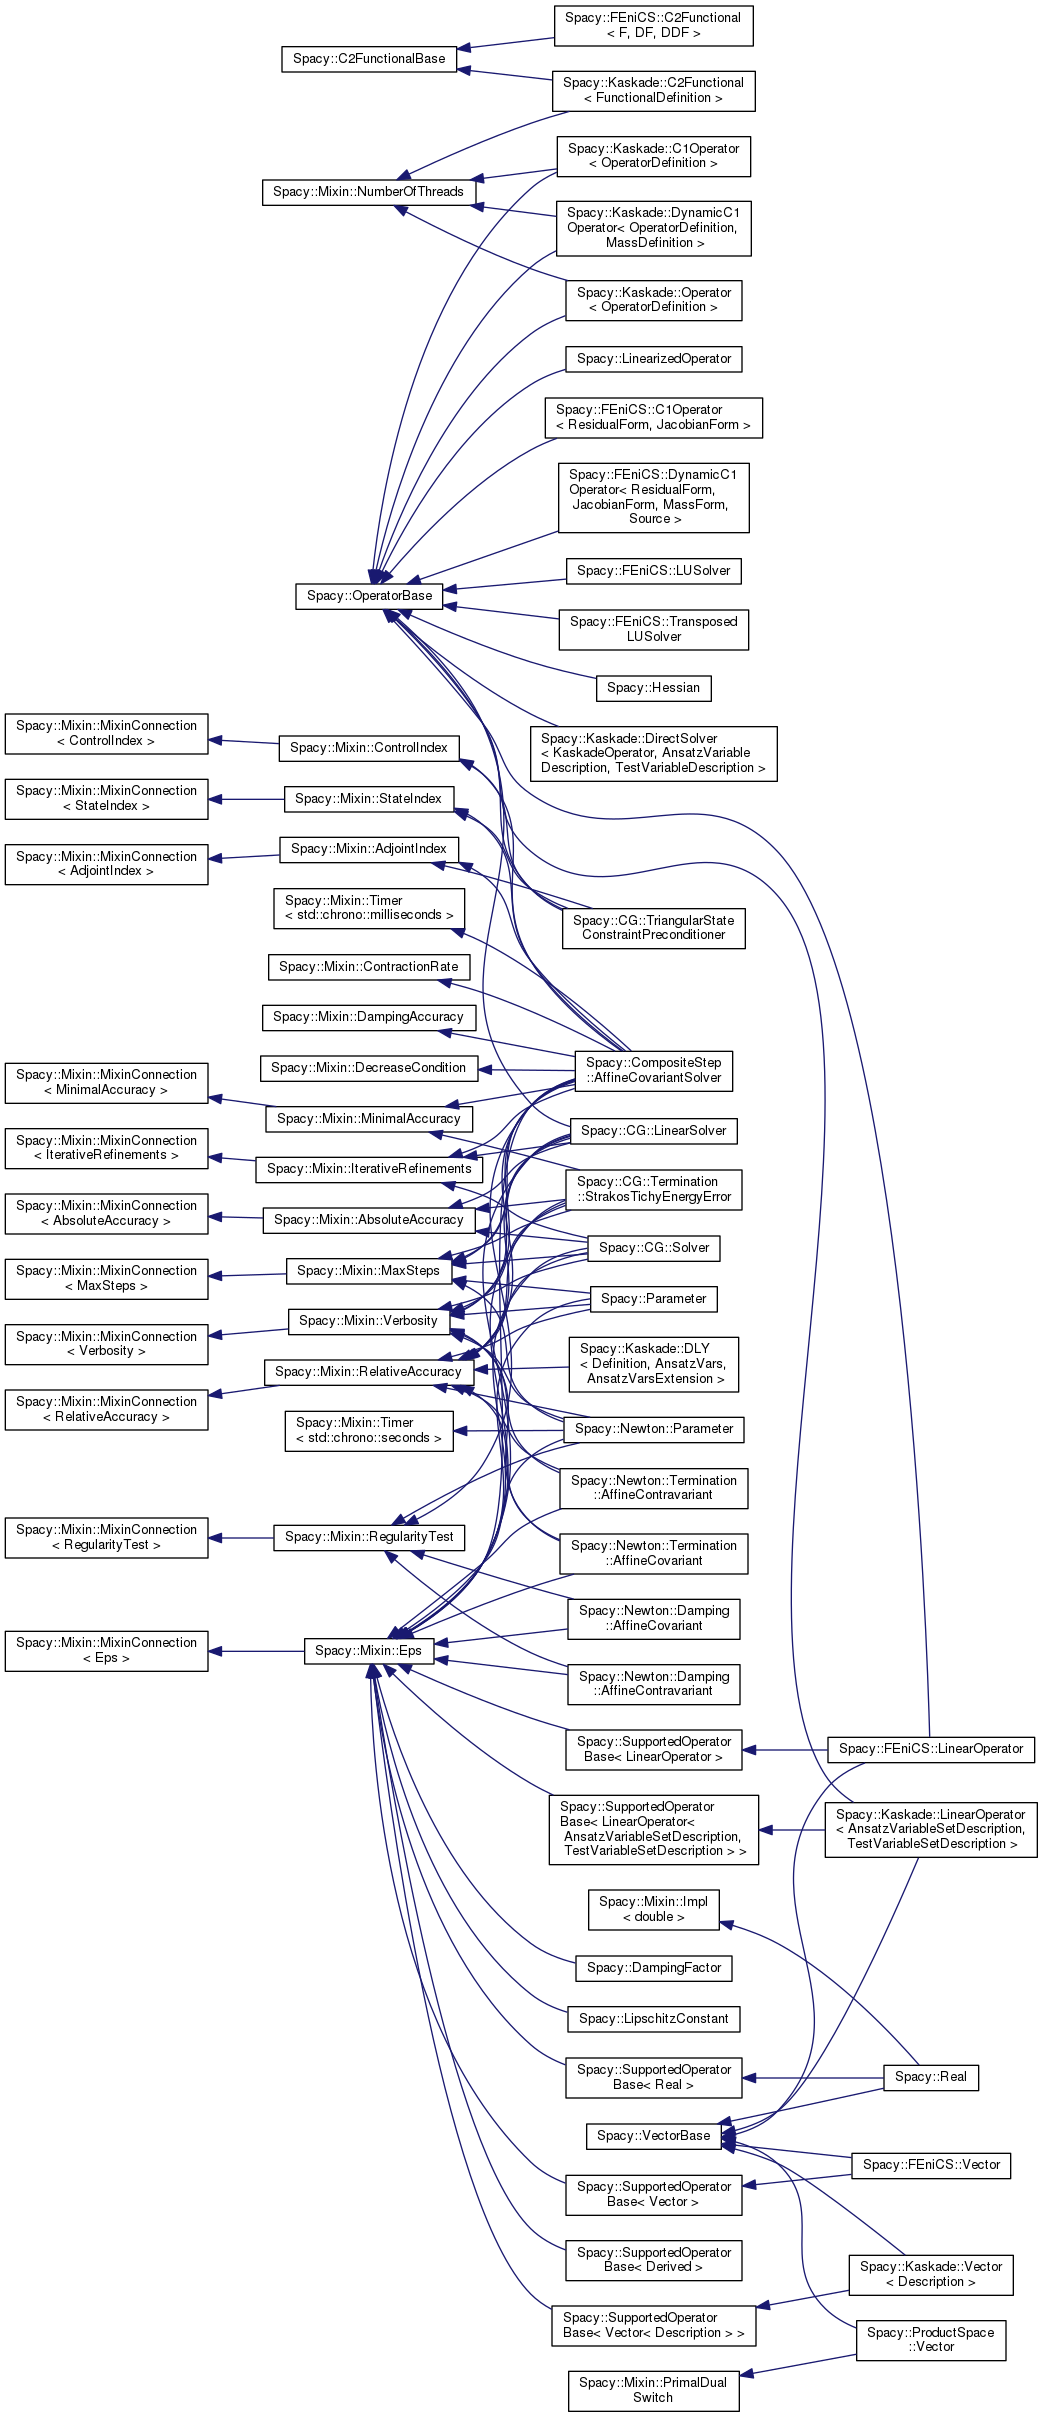 Spacy::FEniCS::C2Functional
< F, DF, DDF >
Spacy::C2FunctionalBase
Spacy::Kaskade::C2Functional
< FunctionalDefinition >
Spacy::Kaskade::C1Operator
< OperatorDefinition >
Spacy::Mixin::NumberOfThreads
Spacy::Kaskade::DynamicC1
Operator< OperatorDefinition,
MassDefinition >
Spacy::Kaskade::Operator
< OperatorDefinition >
Spacy::LinearizedOperator
Spacy::FEniCS::C1Operator
< ResidualForm, JacobianForm >
Spacy::FEniCS::DynamicC1
Operator< ResidualForm,
JacobianForm, MassForm,
Source >
Spacy::FEniCS::LUSolver
Spacy::OperatorBase
Spacy::FEniCS::Transposed
LUSolver
Spacy::Hessian
Spacy::Mixin::MixinConnection
< ControlIndex >
Spacy::Mixin::ControlIndex
Spacy::Kaskade::DirectSolver
< KaskadeOperator, AnsatzVariable
Description, TestVariableDescription >
Spacy::Mixin::MixinConnection
< StateIndex >
Spacy::Mixin::StateIndex
Spacy::Mixin::MixinConnection
< AdjointIndex >
Spacy::Mixin::AdjointIndex
Spacy::Mixin::Timer
< std::chrono::milliseconds >
Spacy::CG::TriangularState
ConstraintPreconditioner
Spacy::Mixin::ContractionRate
Spacy::Mixin::DampingAccuracy
Spacy::Mixin::DecreaseCondition
Spacy::CompositeStep
::AffineCovariantSolver
Spacy::Mixin::MixinConnection
< MinimalAccuracy >
Spacy::Mixin::MinimalAccuracy
Spacy::CG::LinearSolver
Spacy::Mixin::MixinConnection
< IterativeRefinements >
Spacy::Mixin::IterativeRefinements
Spacy::CG::Termination
::StrakosTichyEnergyError
Spacy::Mixin::MixinConnection
< AbsoluteAccuracy >
Spacy::Mixin::AbsoluteAccuracy
Spacy::CG::Solver
Spacy::Mixin::MixinConnection
< MaxSteps >
Spacy::Mixin::MaxSteps
Spacy::Parameter
Spacy::Mixin::MixinConnection
< Verbosity >
Spacy::Mixin::Verbosity
Spacy::Kaskade::DLY
< Definition, AnsatzVars,
AnsatzVarsExtension >
Spacy::Mixin::MixinConnection
< RelativeAccuracy >
Spacy::Mixin::RelativeAccuracy
Spacy::Mixin::Timer
< std::chrono::seconds >
Spacy::Newton::Parameter
Spacy::Newton::Termination
::AffineContravariant
Spacy::Mixin::MixinConnection
< RegularityTest >
Spacy::Mixin::RegularityTest
Spacy::Newton::Termination
::AffineCovariant
Spacy::Newton::Damping
::AffineCovariant
Spacy::Mixin::MixinConnection
< Eps >
Spacy::Mixin::Eps
Spacy::Newton::Damping
::AffineContravariant
Spacy::SupportedOperator
Base< LinearOperator >
Spacy::FEniCS::LinearOperator
Spacy::SupportedOperator
Base< LinearOperator<
AnsatzVariableSetDescription,
TestVariableSetDescription > >
Spacy::Kaskade::LinearOperator
< AnsatzVariableSetDescription,
TestVariableSetDescription >
Spacy::Mixin::Impl
< double >
Spacy::DampingFactor
Spacy::LipschitzConstant
Spacy::SupportedOperator
Base< Real >
Spacy::Real
Spacy::VectorBase
Spacy::FEniCS::Vector
Spacy::SupportedOperator
Base< Vector >
Spacy::SupportedOperator
Base< Derived >
Spacy::Kaskade::Vector
< Description >
Spacy::SupportedOperator
Base< Vector< Description > >
Spacy::ProductSpace
::Vector
Spacy::Mixin::PrimalDual
Switch